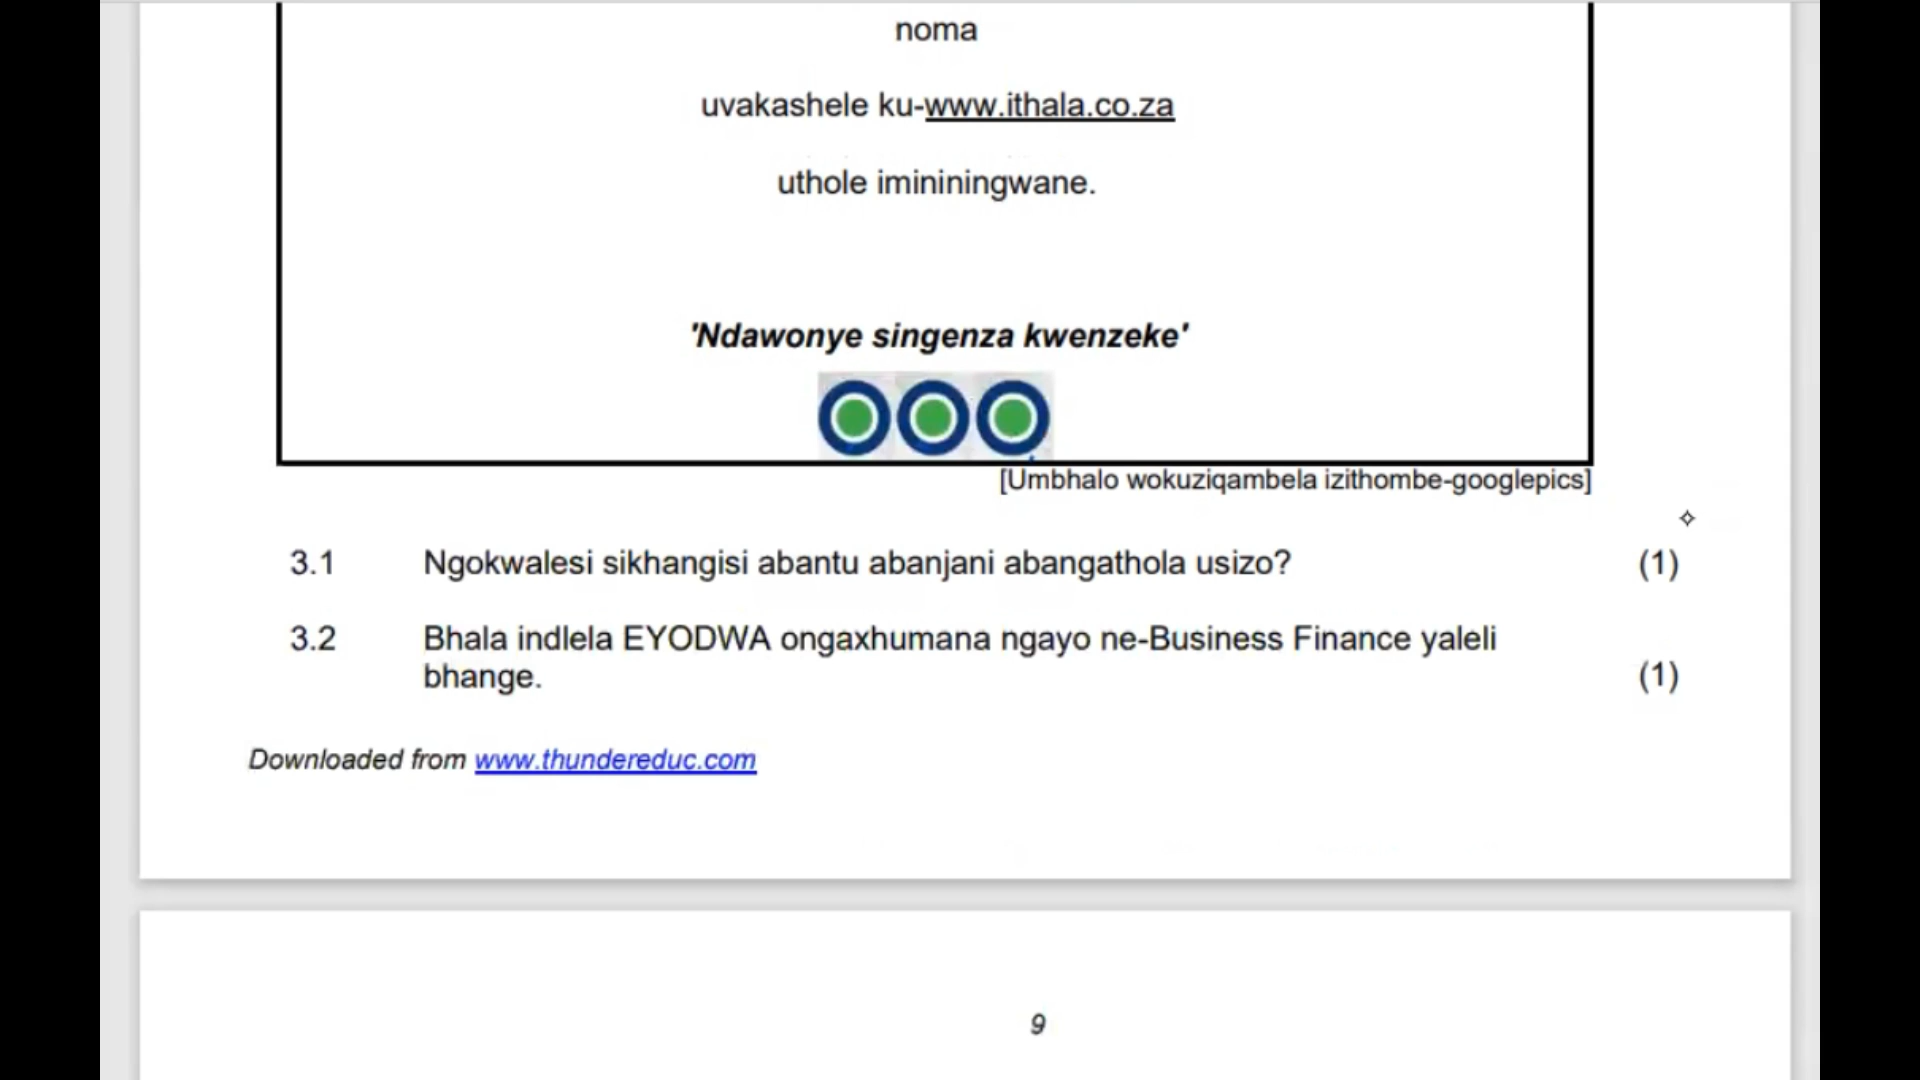 noma
uvakashele ku-www.ithala.co.za
uthole imininingwane.
'Ndawonye singenza kwenzeke'
[Umbhalo wokuziqambela izithombe-googlepics]
3.1 Ngokwalesi sikhangisi abantu abanjani abangathola usizo? (1)
3.2 Bhala indlela EYODWA ongaxhumana ngayo ne-Business Finance yaleli
bhange. (1)
Downloaded from www.thundereduc.com
9